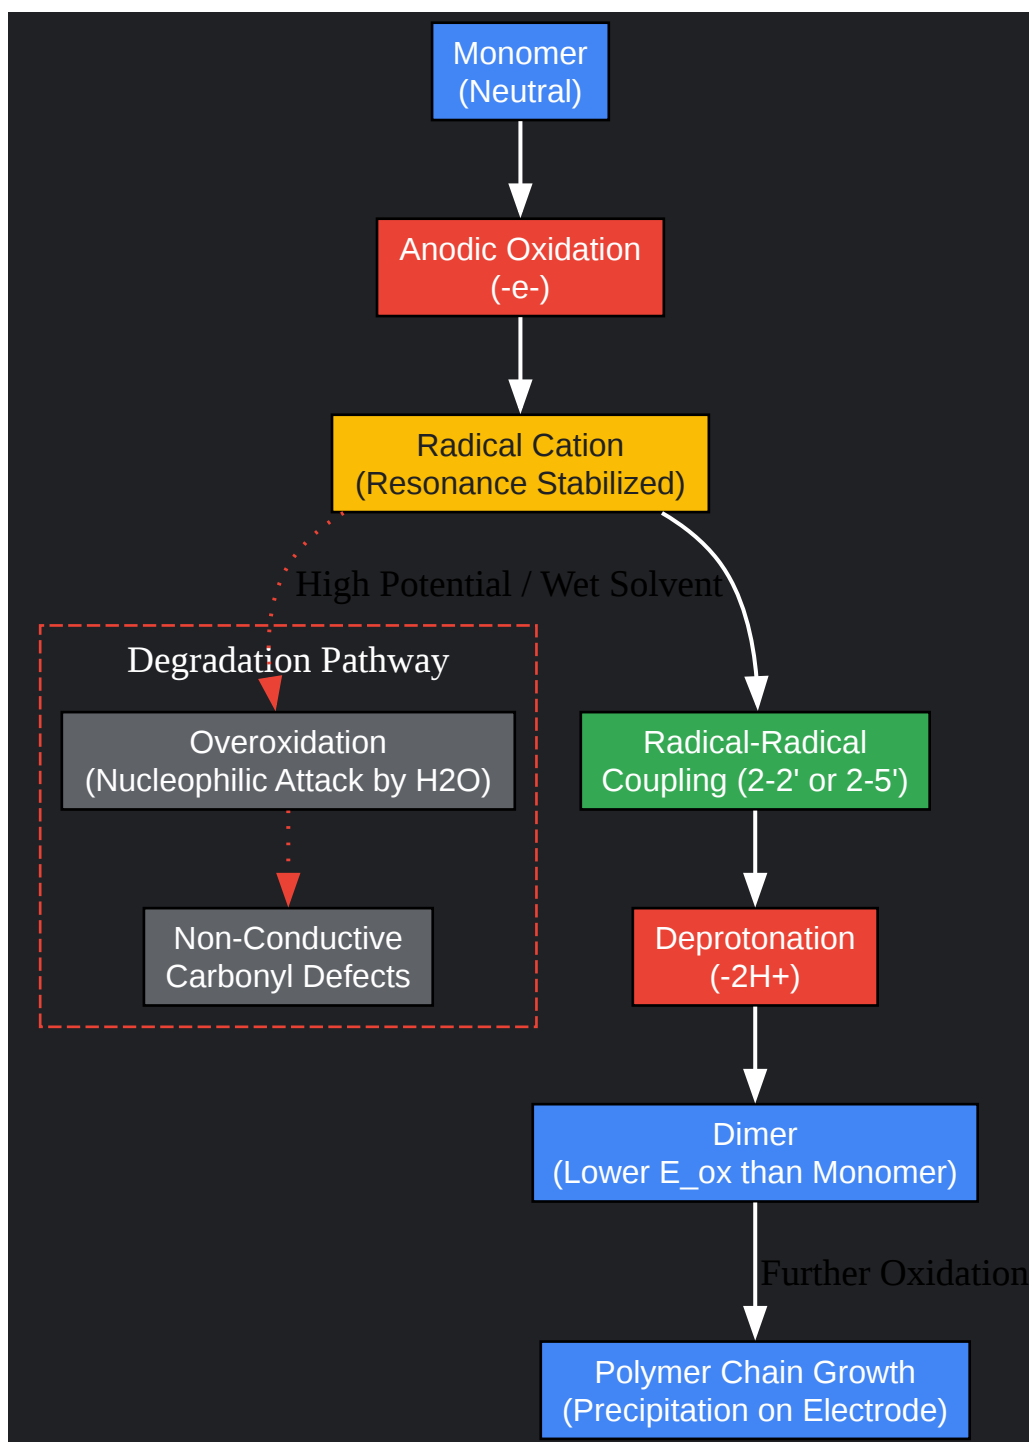 Monomer
(Neutral)
Anodic Oxidation
(-e-)
Radical Cation
(Resonance Stabilized)
High Potential / Wet Solvent
Degradation Pathway
Overoxidation
(Nucleophilic Attack by H2O)
Non-Conductive
Carbonyl Defects
Radical-Radical
Coupling (2-2' or 2-5')
Deprotonation
(-2H+)
Dimer
(Lower E_ox than Monomer)
Further Oxidation
Polymer Chain Growth
(Precipitation on Electrode)